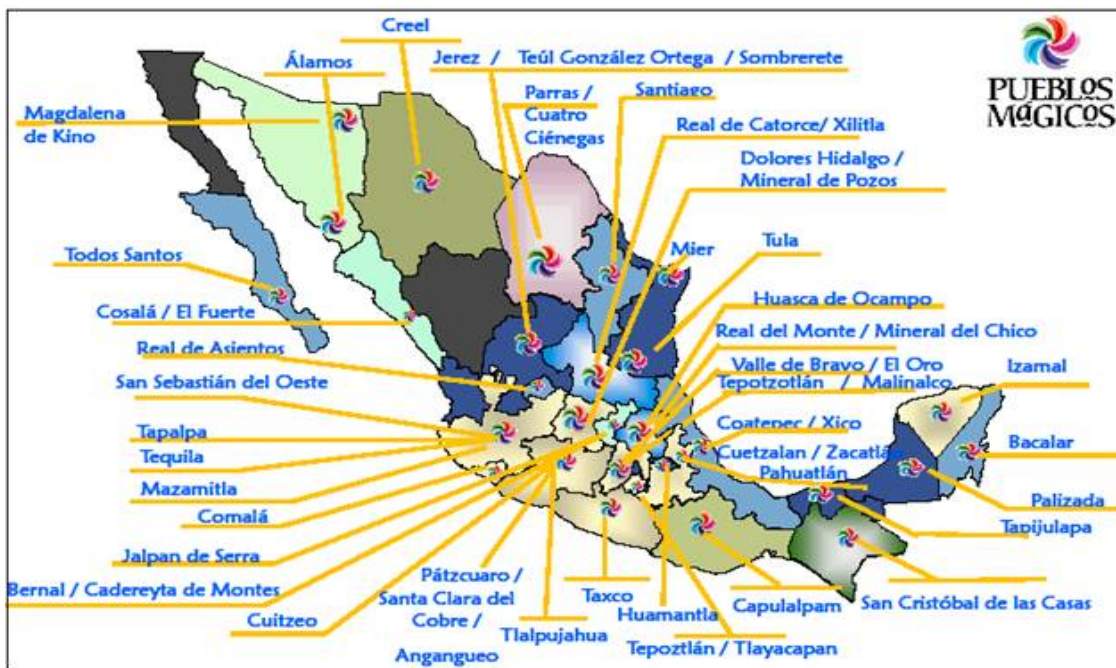 Creel
Jerez / Teúl González Ortega / Sombrerete
PUEBLOS
MÁGICOS
Álamos
Parras /
Cuatro
Ciénegas
Santiago
Magdalena
de Kino
Real de Catorce/ Xilitla
Dolores Hidalgo /
Mineral de Pozos
Mier
Tula
Todos Santos
Huasca de Ocampo
Cosalá / El Fuerte
Real del Monte / Mineral del Chico
Real de Asientos
Valle de Bravo / El Oro
Izamal
San Sebastián del Oeste
Tepotzotlán / Malinalco
Tapalpa
Coatepec / Xico
Tequila
Cuetzalan / Zacatlán
Bacalar
Pahuatlán
Mazamitla
Palizada
Comalá
Tapijulapa
Jalpan de Serra
Bernal / Cadereyta de Montes
Pátzcuaro /
Santa Clara del
Cobre /
Angangueo
Taxco
Huamantla
Capulalpam
San Cristóbal de las Casas
Cuitzeo
Tlalpujahua
Tepoztlán / Tlayacapan